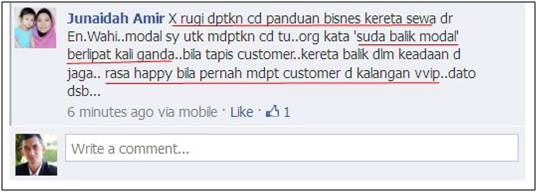 Junaidah Amir X rugi dptkn cd panduan bisnes kereta sewa dr
En.Wahi..modal sy utk mdptkn cd tu..org kata 'suda balik modal'
berlipat kali ganda..bila tapis customer..kereta balik dlm keadaan d
jaga.. rasa happy bila pernah mdpt customer d kalangan vvip..dato
dsb...
6 minutes ago via mobile · Like · 1
Write a comment...